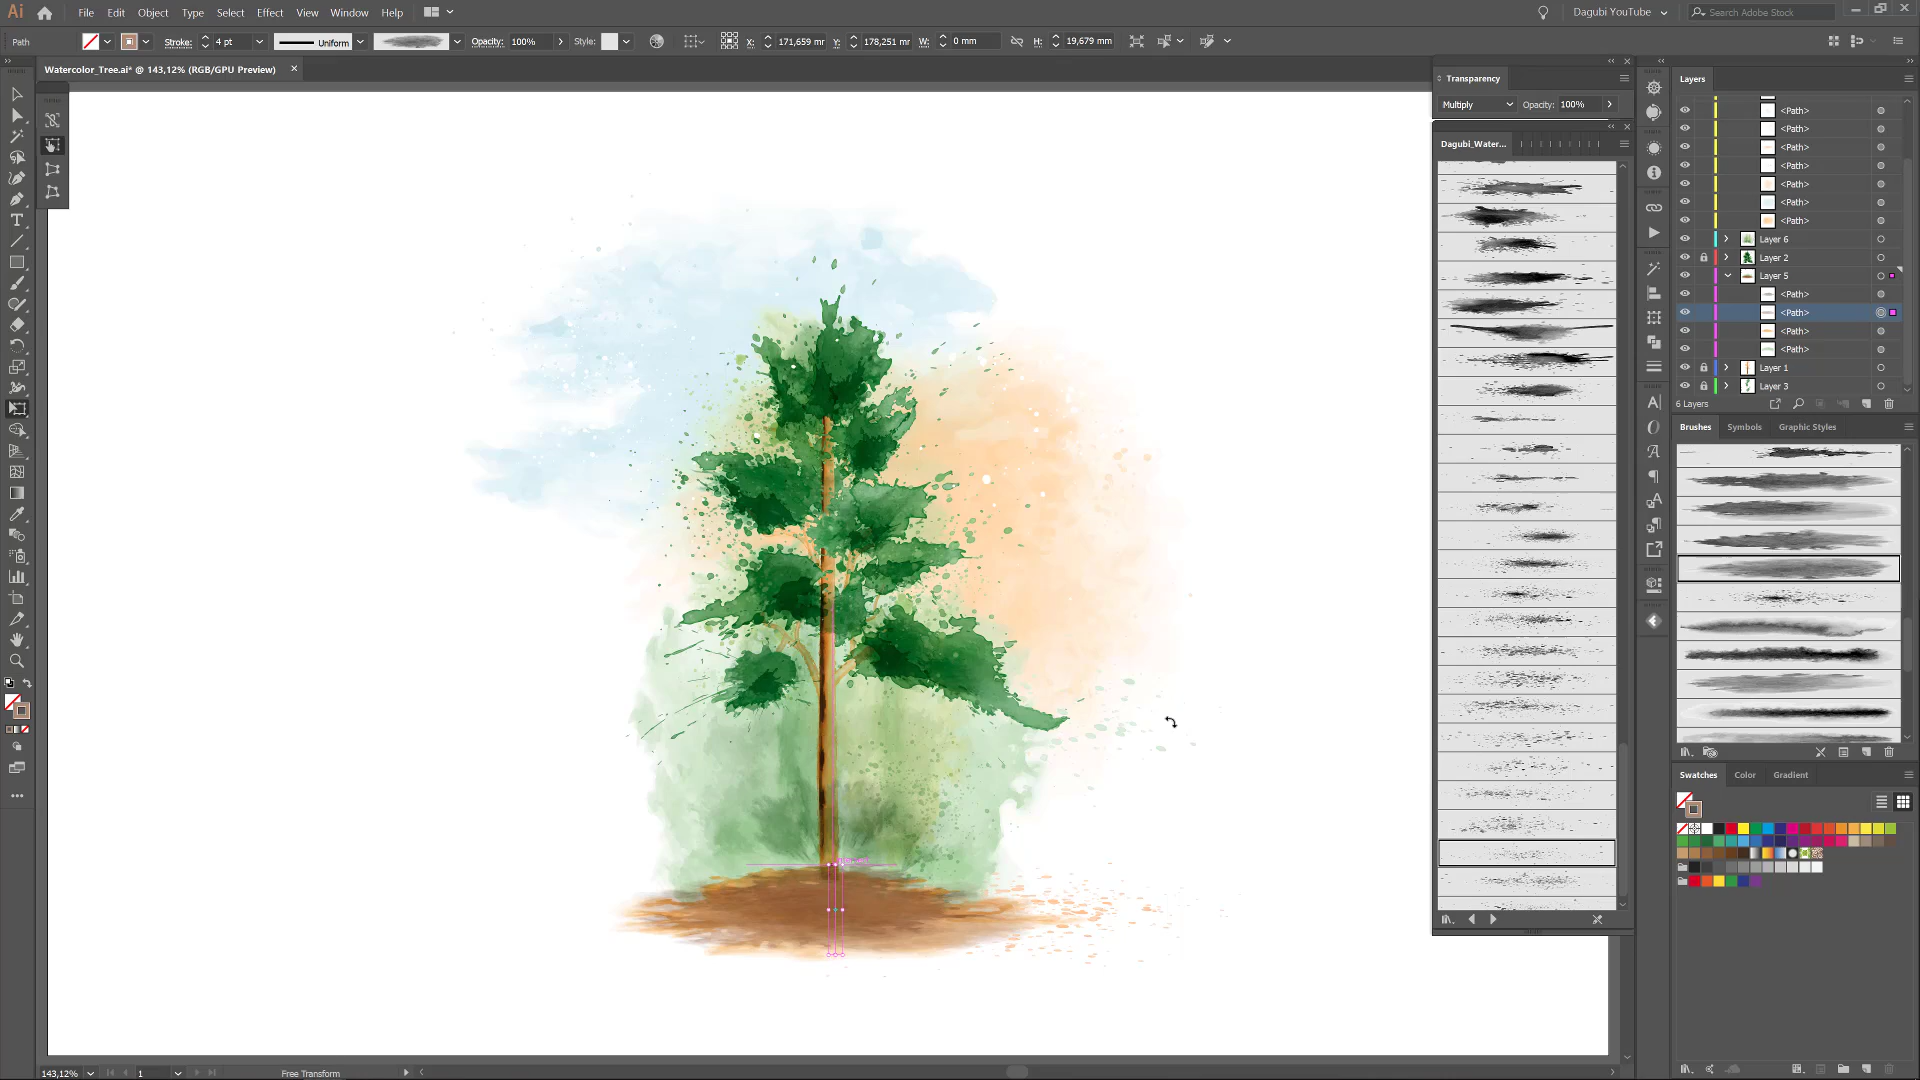 Ai File Edit Object Type Select Effect View Window Help Dagubi YouTube Search Adobe Stock
Path Stroke: 4 pt Uniform Opacity: 100% Style: X: 171,659 mr Y: 178,251 mr W: 0 mm H: 19,679 mm
Watercolor_Tree.ai* @ 143,12% (RGB/GPU Preview)
Transparency
Multiply Opacity: 100%
Dagubi_Water...
Layers
<Path>
<Path>
<Path>
<Path>
<Path>
<Path>
<Path>
Layer 6
Layer 2
Layer 5
<Path>
<Path>
<Path>
<Path>
Layer 1
Layer 3
6 Layers
Brushes Symbols Graphic Styles
Swatches Color Gradient
143,12% 1 Free Transform